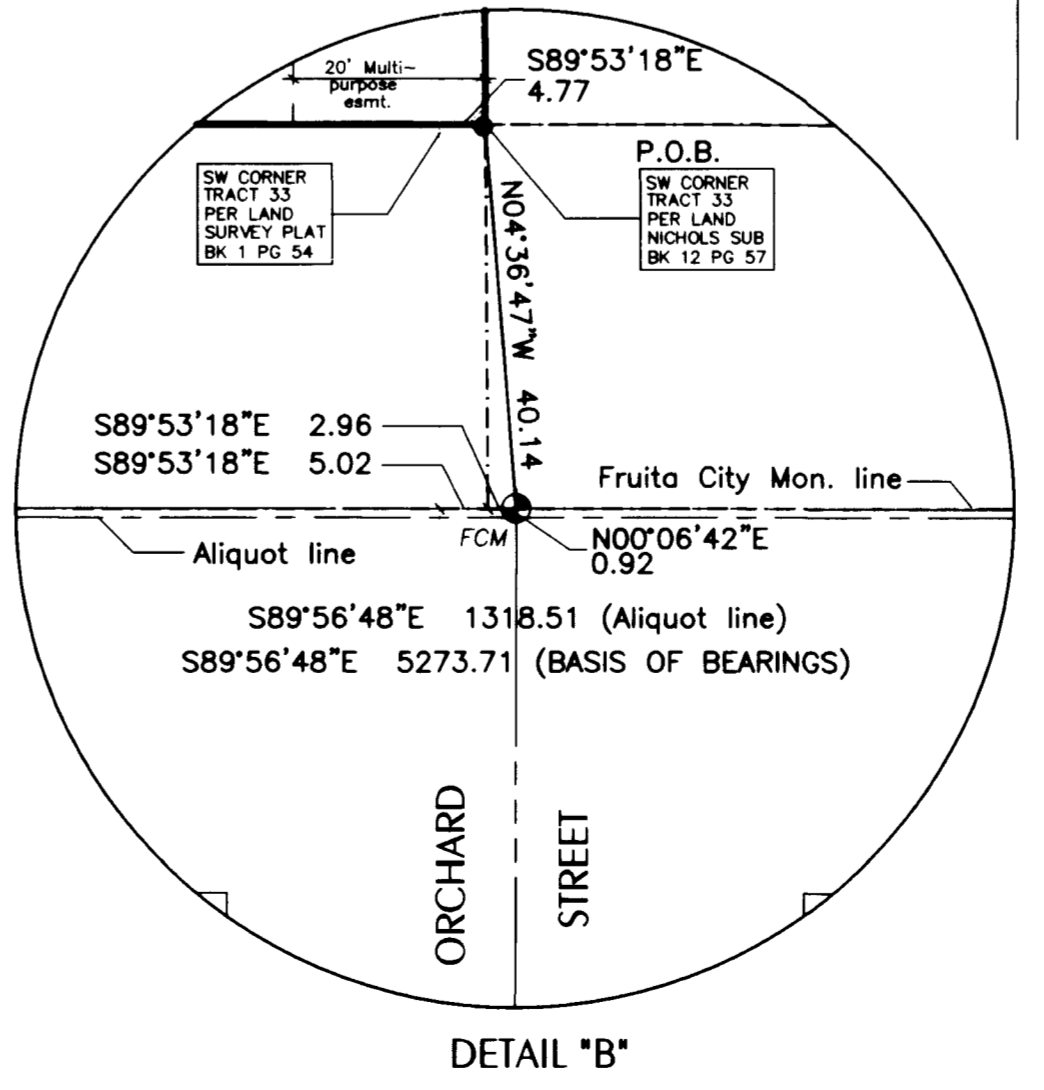 S89°53'18"E
4.77
20' Multi-
purpose
esmt.
P.O.B.
SW CORNER
TRACT 33
PER LAND
SURVEY PLAT
BK 1 PG 54
SW CORNER
TRACT 33
PER LAND
NICHOLS SUB
BK 12 PG 57
N04°36'47"W 40.14
S89°53'18"E 2.96
S89°53'18"E 5.02
Fruita City Mon. line
FCM
Aliquot line
N00°06'42"E
0.92
S89°56'48"E 1318.51 (Aliquot line)
S89°56'48"E 5273.71 (BASIS OF BEARINGS)
ORCHARD
STREET
DETAIL "B"